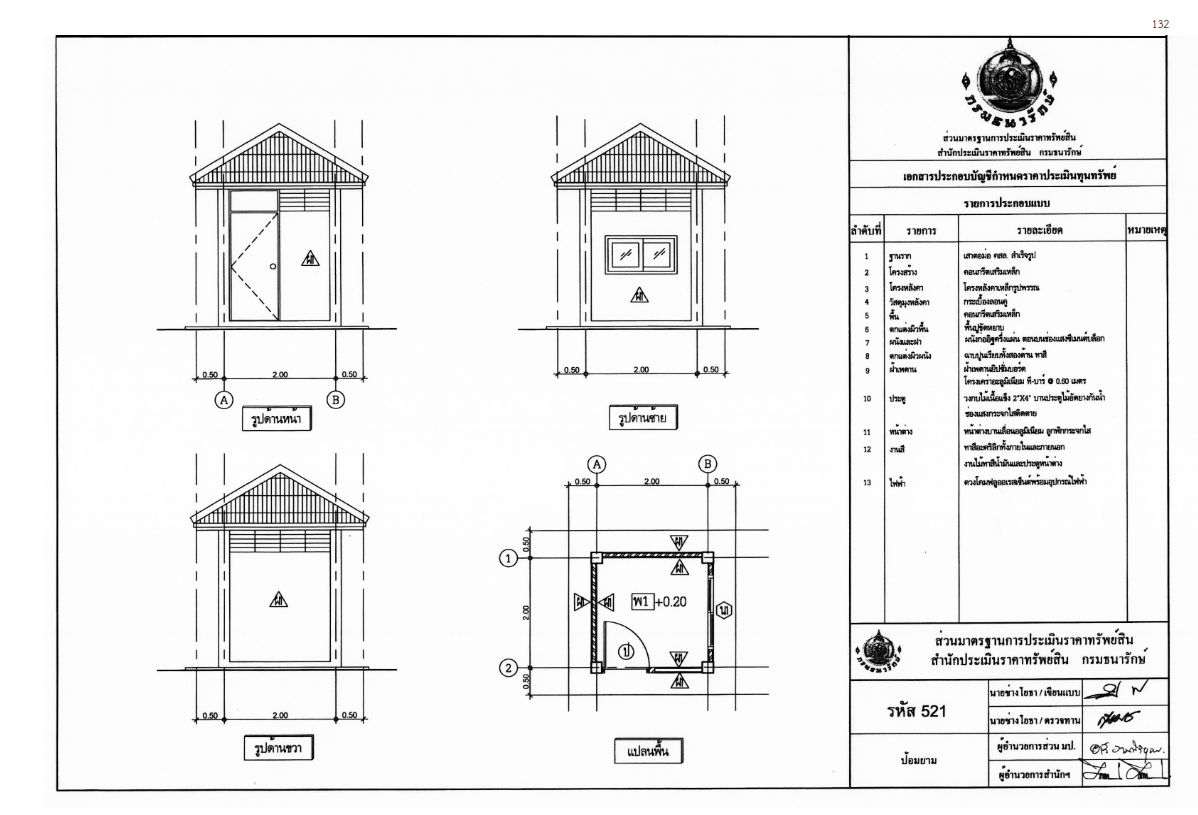 132
กรมธนารักษ์
ส่วนมาตรฐานการประเมินราคาทรัพย์สิน
สำนักประเมินราคาทรัพย์สิน กรมธนารักษ์
เอกสารประกอบบัญชีกำหนดราคาประเมินทุนทรัพย์
รายการประกอบแบบ
ลำดับที่ รายการ รายละเอียด หมายเหตุ
1 ฐานราก เสาตอม่อ คสล. สำเร็จรูป
2 โครงสร้าง คอนกรีตเสริมเหล็ก
3 โครงหลังคา โครงหลังคาเหล็กรูปพรรณ
4 วัสดุมุงหลังคา กระเบื้องลอนคู่
5 พื้น คอนกรีตเสริมเหล็ก
6 ตกแต่งผิวพื้น พื้นปูนขัดหยาบ
7 ผนังและฝา ผนังก่ออิฐครึ่งแผ่น ตอนบนช่องแสงซีเมนต์บล็อก
8 ตกแต่งผิวผนัง ฉาบปูนเรียบทั้งสองด้าน ทาสี
9 ฝ้าเพดาน ฝ้าเพดานยิปซั่มบอร์ด
โครงเคร่าอะลูมิเนียม ที-บาร์ @ 0.60 เมตร
10 ประตู วงกบไม้เนื้อแข็ง 2"X4" บานประตูไม้อัดยางกันน้ำ
ช่องแสงกระจกใสติดตาย
11 หน้าต่าง หน้าต่างบานเลื่อนอลูมิเนียม ลูกฟักกระจกใส
12 งานสี ทาสีอะคริลิกทั้งภายในและภายนอก
งานไม้ทาสีน้ำมันและประตูหน้าต่าง
13 ไฟฟ้า ดวงโคมฟลูออเรสเซ็นต์พร้อมอุปกรณ์ไฟฟ้า
ผ1
0.50 2.00 0.50
A B
รูปด้านหน้า
ผ1
0.50 2.00 0.50
รูปด้านซ้าย
ผ1
0.50 2.00 0.50
รูปด้านขวา
A B
0.50 2.00 0.50
0.50
1
ผ1
ผ1
2.00
ผ1 ผ1
พ1 +0.20
น1
ป
2
ผ1
ผ1
0.50
แปลนพื้น
ส่วนมาตรฐานการประเมินราคาทรัพย์สิน
สำนักประเมินราคาทรัพย์สิน กรมธนารักษ์
รหัส 521
ป้อมยาม
นายช่างโยธา / เขียนแบบ
นายช่างโยธา / ตรวจทาน
ผู้อำนวยการส่วน มป.
ผู้อำนวยการสำนักฯ